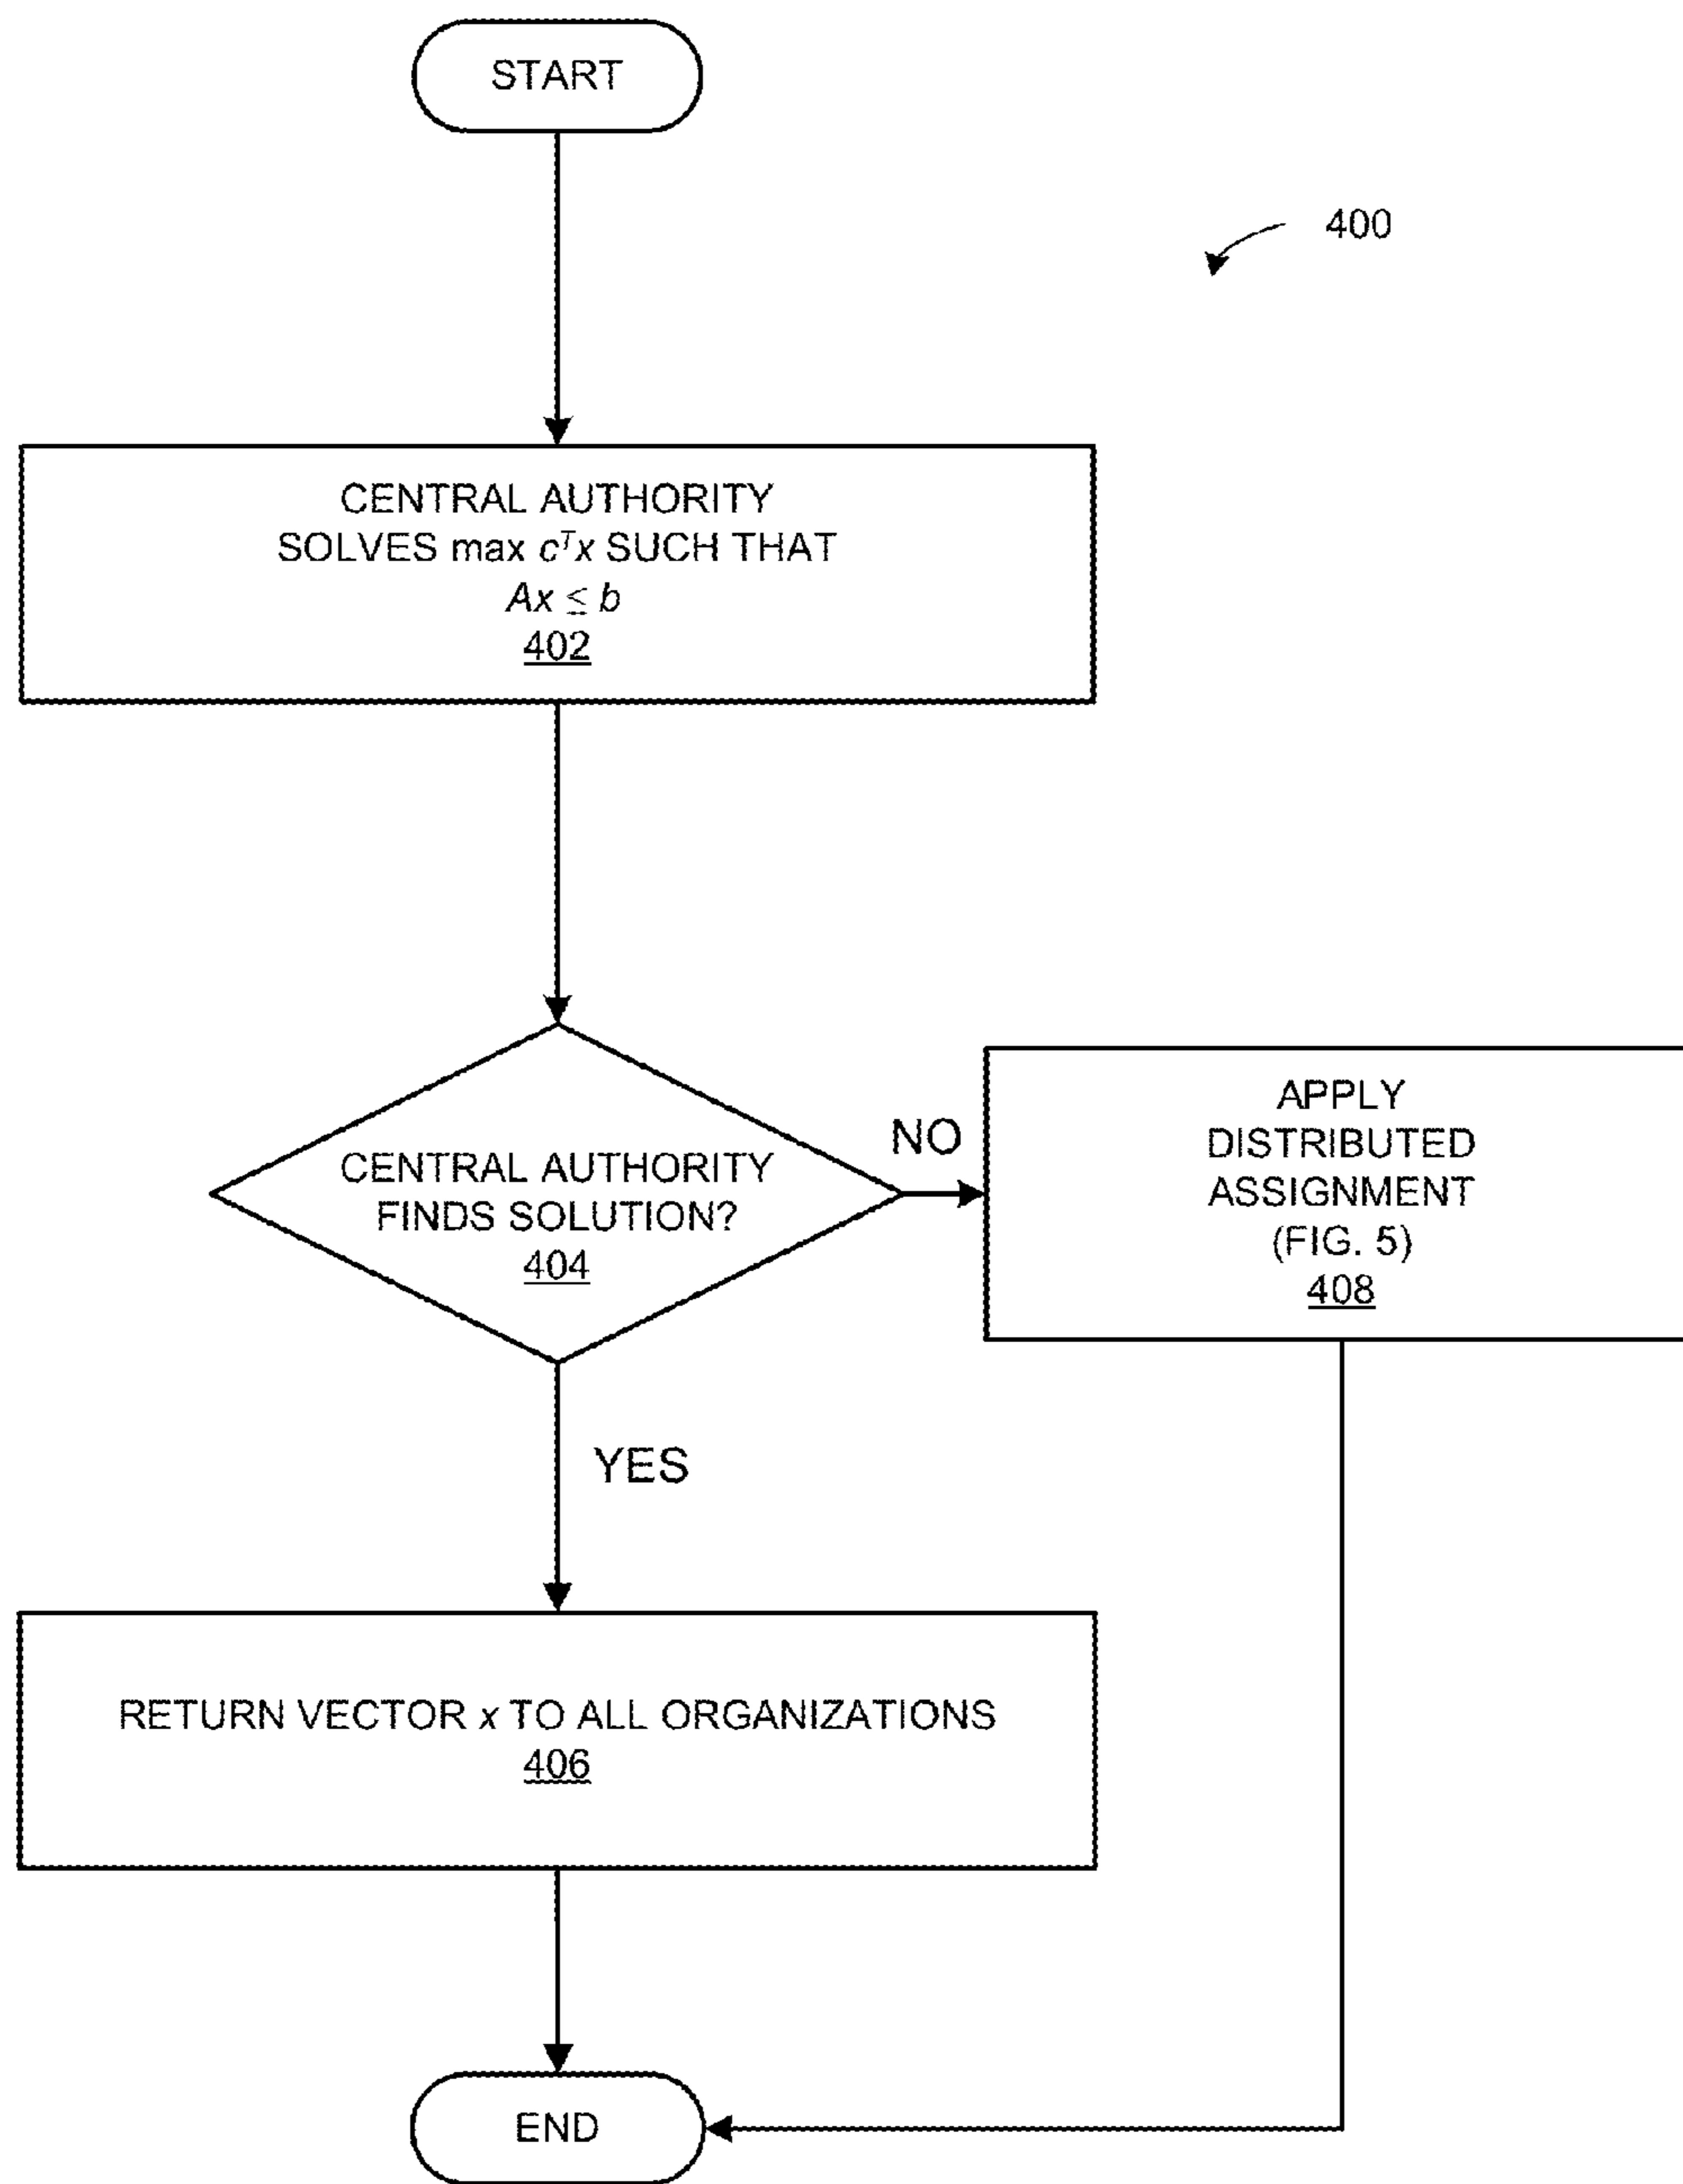 START
400
CENTRAL AUTHORITY
SOLVES max cᵀx SUCH THAT
Ax ≤ b
402
CENTRAL AUTHORITY
FINDS SOLUTION?
404
NO
APPLY
DISTRIBUTED
ASSIGNMENT
(FIG. 5)
408
YES
RETURN VECTOR x TO ALL ORGANIZATIONS
406
END